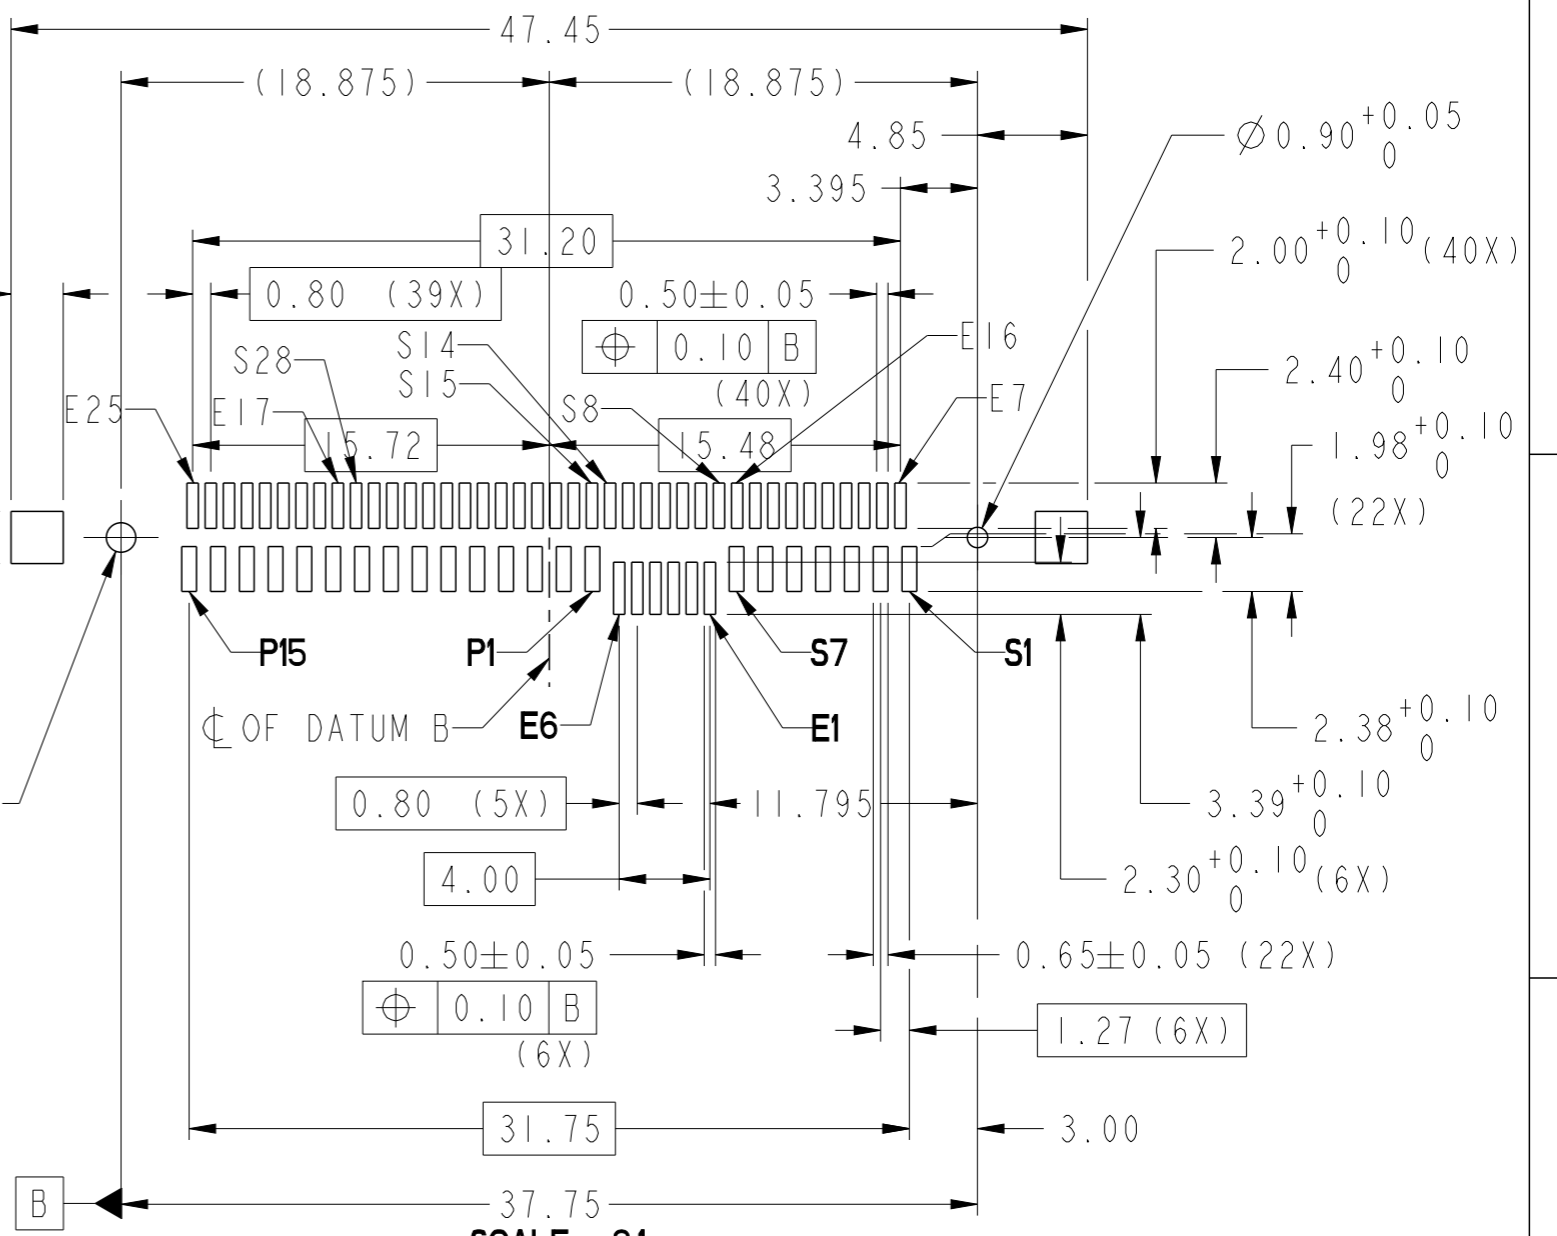 47.45
(18.875) (18.875)
4.85
Ø0.90 +0.05 0
3.395
31.20
2.00 +0.10 0 (40X)
0.80 (39X)
0.50±0.05
0.10 B
(40X)
S14
E16
S28
S15
2.40 +0.10 0
E25
E17
S8
E7
15.72
15.48
1.98 +0.10 0
(22X)
P15
P1
S7
S1
℄ OF DATUM B
E6
E1
2.38 +0.10 0
0.80 (5X)
11.795
3.39 +0.10 0
4.00
2.30 +0.10 0 (6X)
0.50±0.05
0.65±0.05 (22X)
0.10 B
(6X)
1.27 (6X)
31.75
3.00
B
37.75